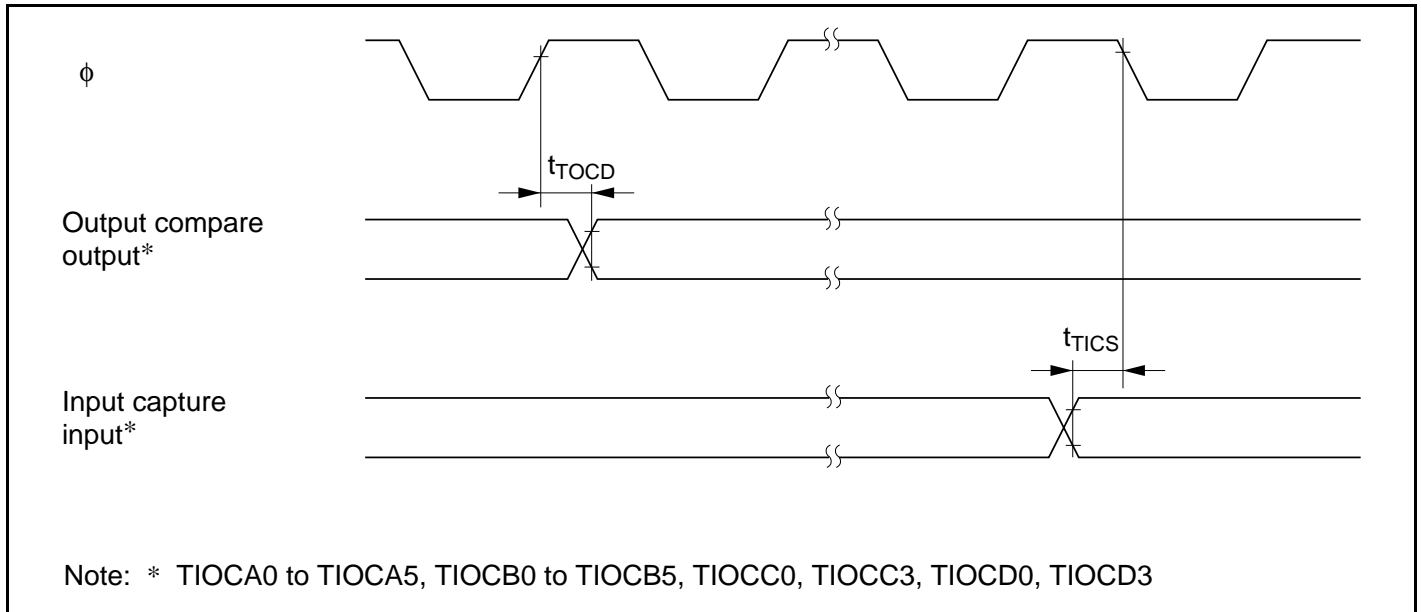 ϕ
tTOCD
Output compare
output*
tTICS
Input capture
input*
Note: * TIOCA0 to TIOCA5, TIOCB0 to TIOCB5, TIOCC0, TIOCC3, TIOCD0, TIOCD3